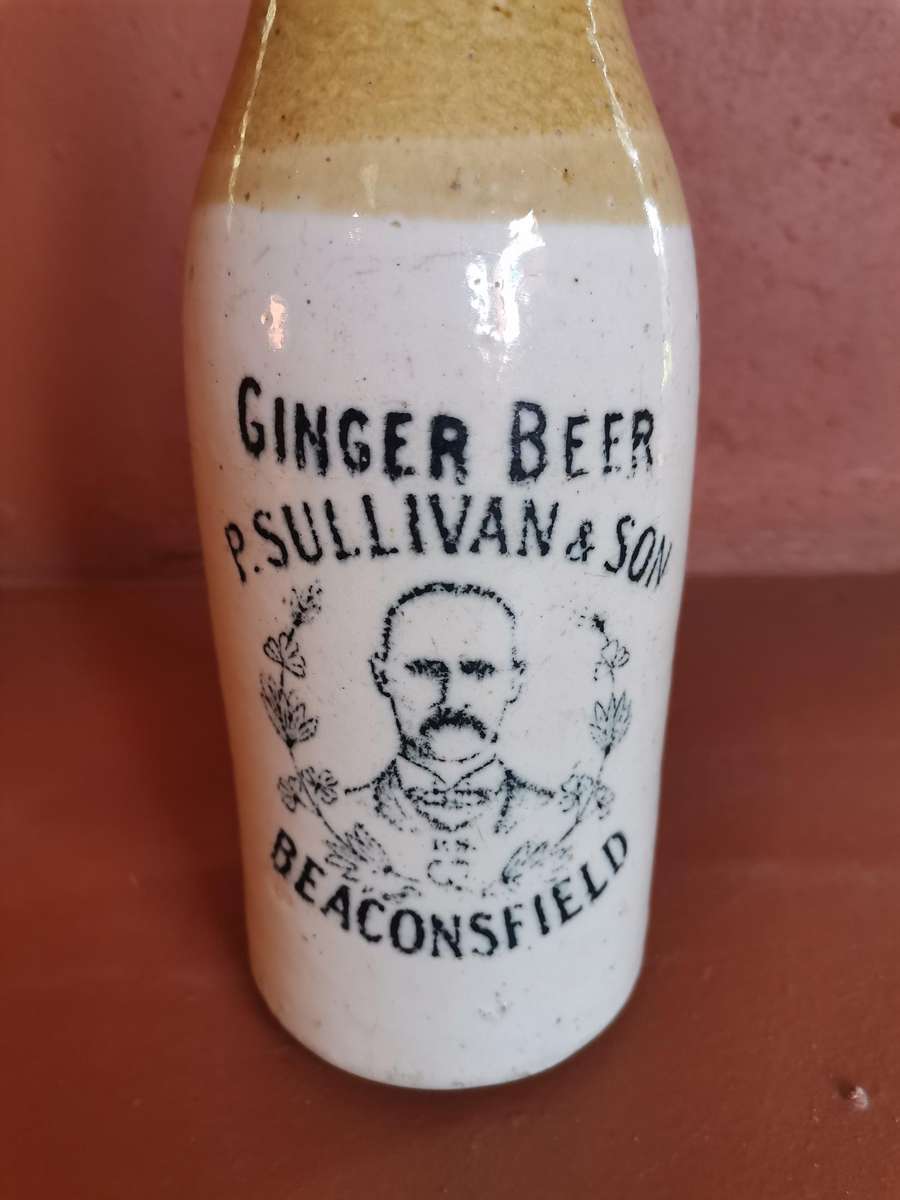 GINGER BEER
P. SULLIVAN & SON
BEACONSFIELD